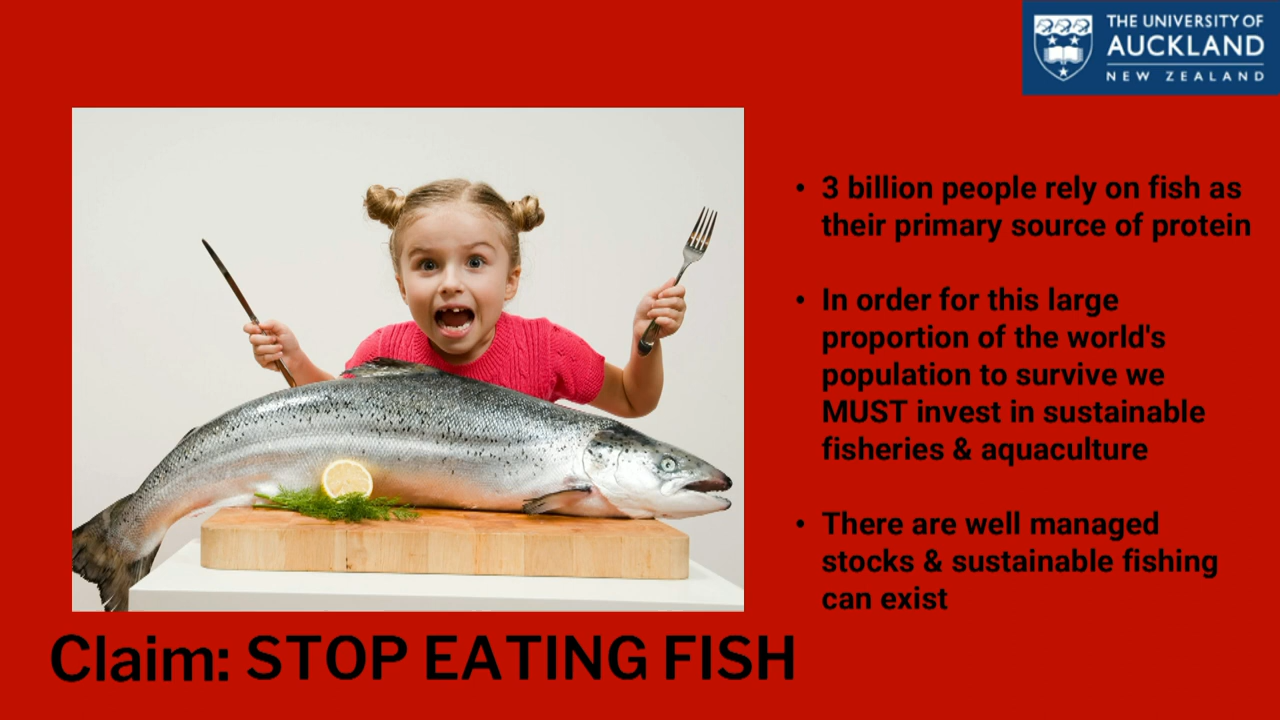 THE UNIVERSITY OF
AUCKLAND
NEW ZEALAND
• 3 billion people rely on fish as
their primary source of protein
• In order for this large
proportion of the world's
population to survive we
MUST invest in sustainable
fisheries & aquaculture
• There are well managed
stocks & sustainable fishing
can exist
Claim: STOP EATING FISH